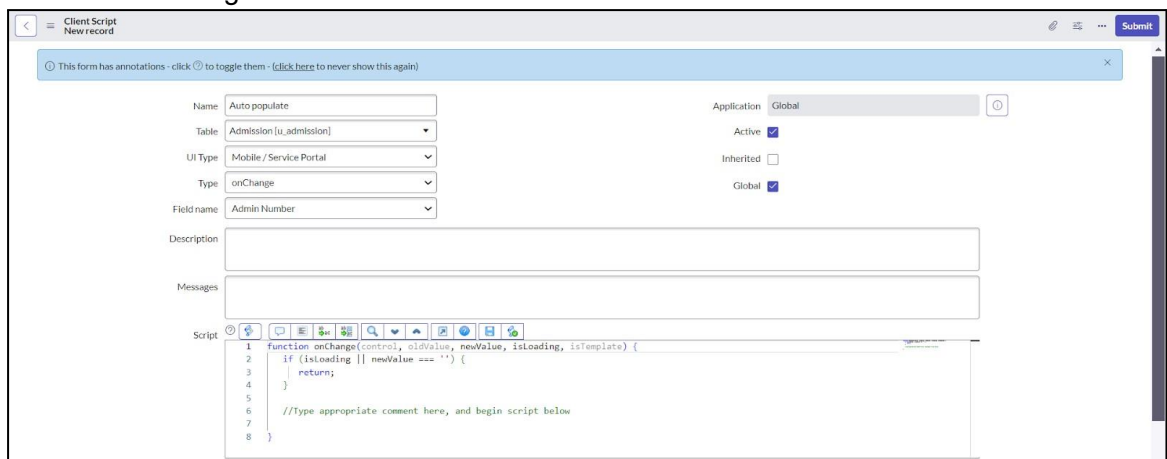 Client Script
New record
Submit
This form has annotations - click ? to toggle them - (click here to never show this again)
Name Auto populate
Application Global
Table Admission [u_admission]
Active
UI Type Mobile / Service Portal
Inherited
Type onChange
Global
Field name Admin Number
Description
Messages
Script
1 function onChange(control, oldValue, newValue, isLoading, isTemplate) {
2 if (isLoading || newValue === '') {
3 return;
4 }
5
6 //Type appropriate comment here, and begin script below
7
8 }